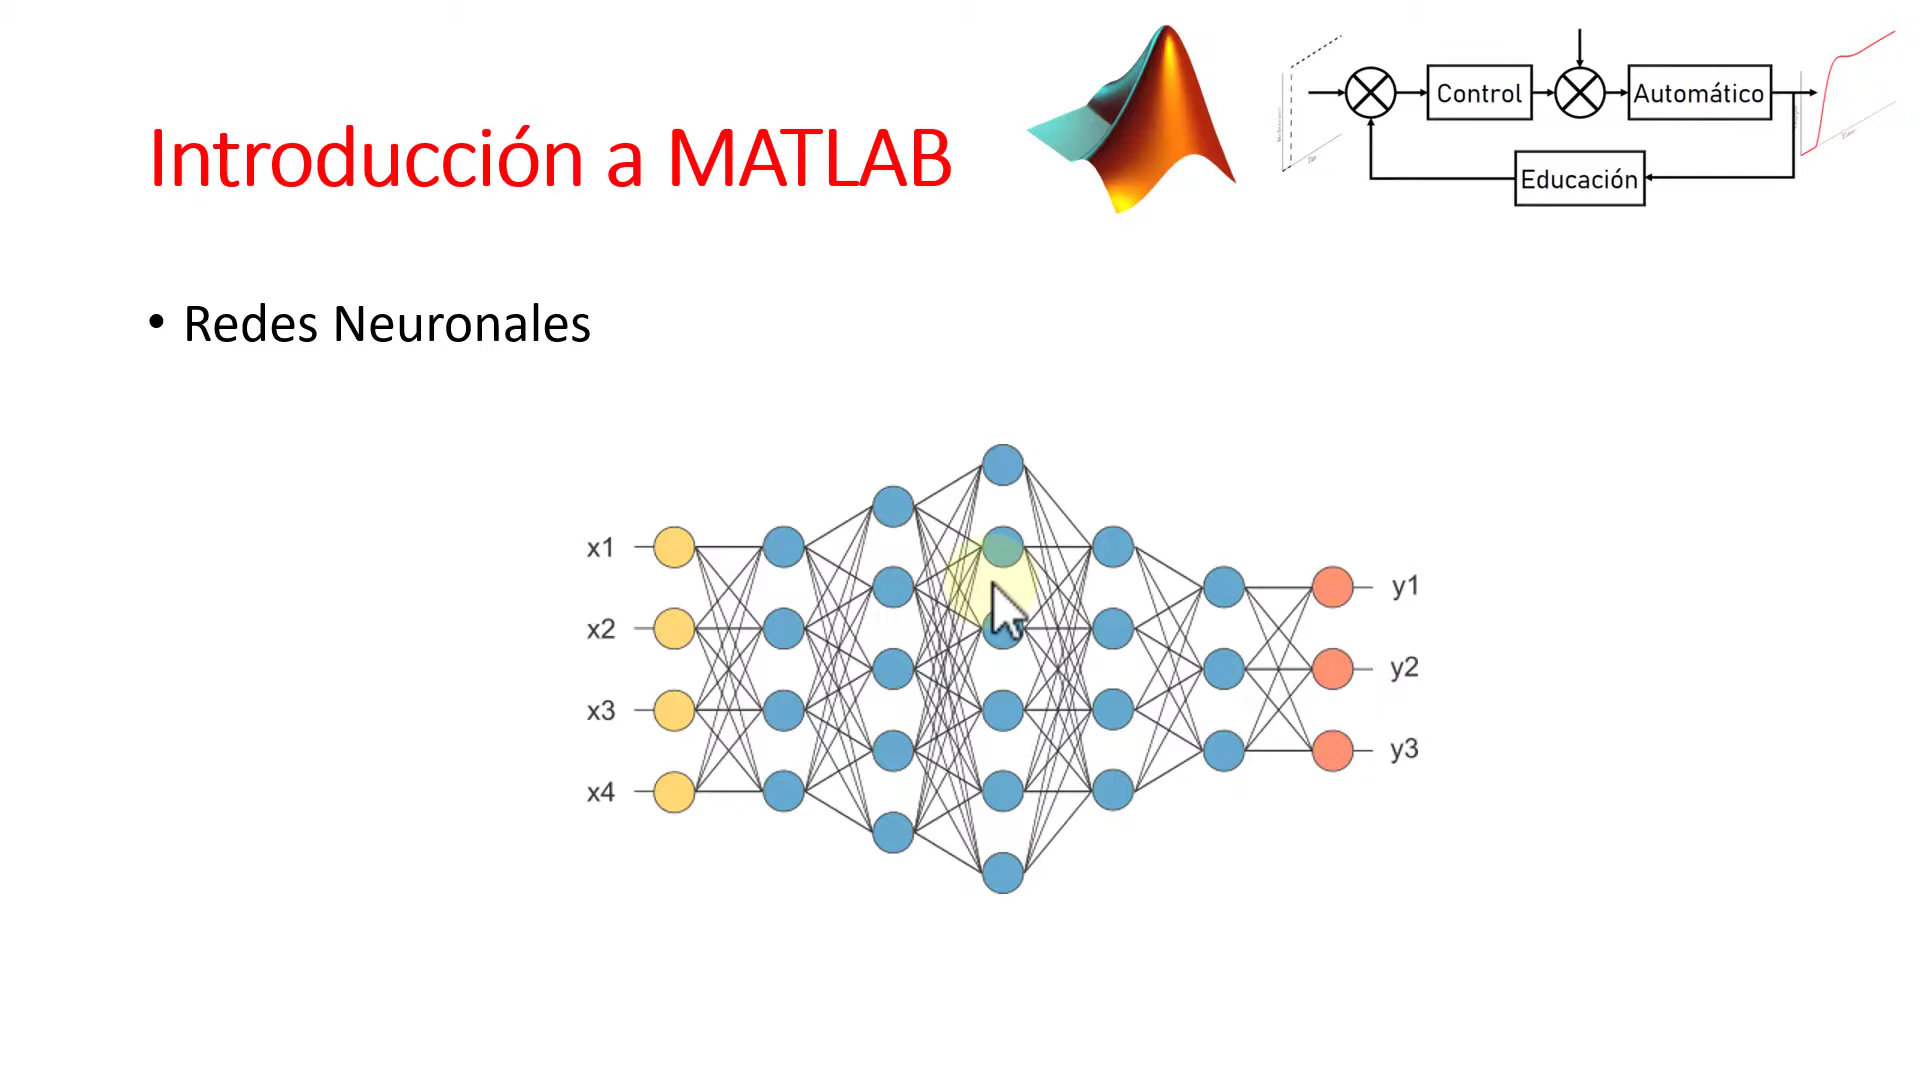 Introducción a MATLAB
Control
Automático
Educación
• Redes Neuronales
x1
x2
x3
x4
y1
y2
y3